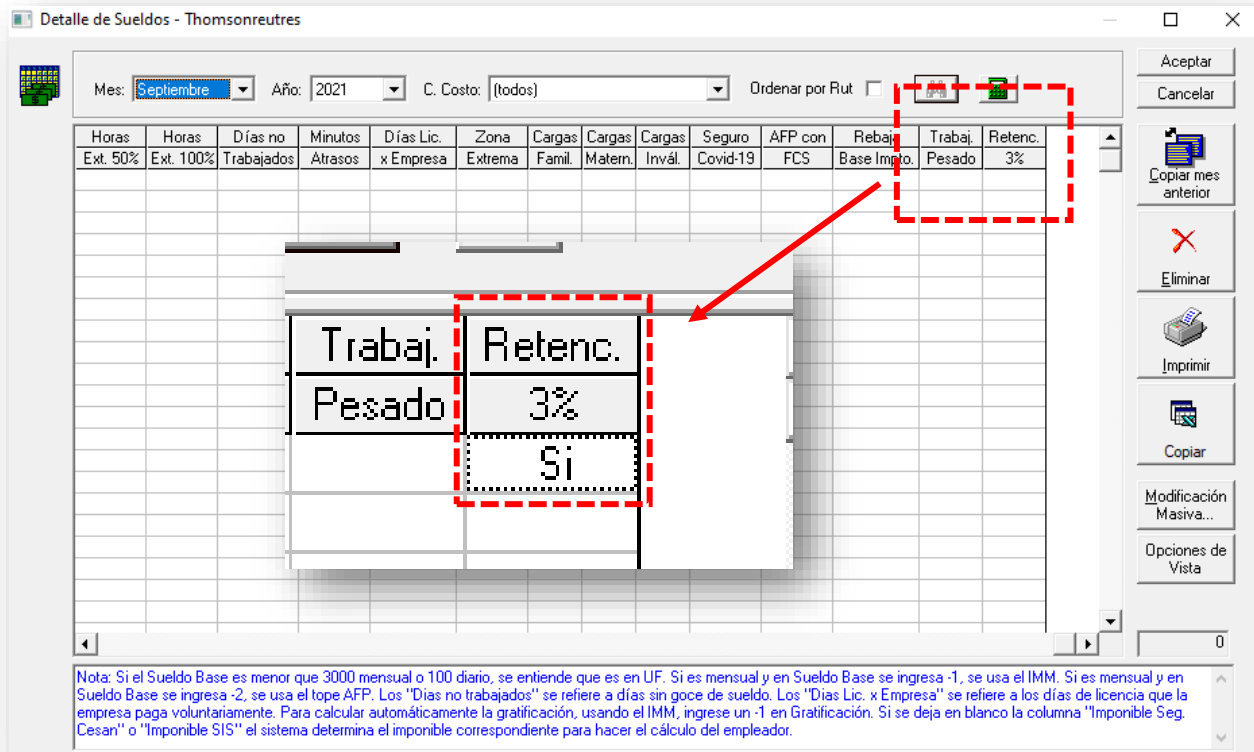 Detalle de Sueldos - Thomsonreutres
Mes: Septiembre Año: 2021 C. Costo: (todos) Ordenar por Rut
Aceptar
Cancelar
Horas Horas Días no Minutos Días Lic. Zona Cargas Cargas Cargas Seguro AFP con Rebaja Trabaj. Retenc.
Ext. 50% Ext. 100% Trabajados Atrasos x Empresa Extrema Famil. Matern. Invál. Covid-19 FCS Base Impto. Pesado 3%
Copiar mes
anterior
Eliminar
Imprimir
Copiar
Modificación
Masiva...
Opciones de
Vista
Trabaj. Retenc.
Pesado 3%
Si
0
Nota: Si el Sueldo Base es menor que 3000 mensual o 100 diario, se entiende que es en UF. Si es mensual y en Sueldo Base se ingresa -1, se usa el IMM. Si es mensual y en
Sueldo Base se ingresa -2, se usa el tope AFP. Los "Dias no trabajados" se refiere a días sin goce de sueldo. Los "Dias Lic. x Empresa" se refiere a los días de licencia que la
empresa paga voluntariamente. Para calcular automáticamente la gratificación, usando el IMM, ingrese un -1 en Gratificación. Si se deja en blanco la columna "Imponible Seg.
Cesan" o "Imponible SIS" el sistema determina el imponible correspondiente para hacer el cálculo del empleador.